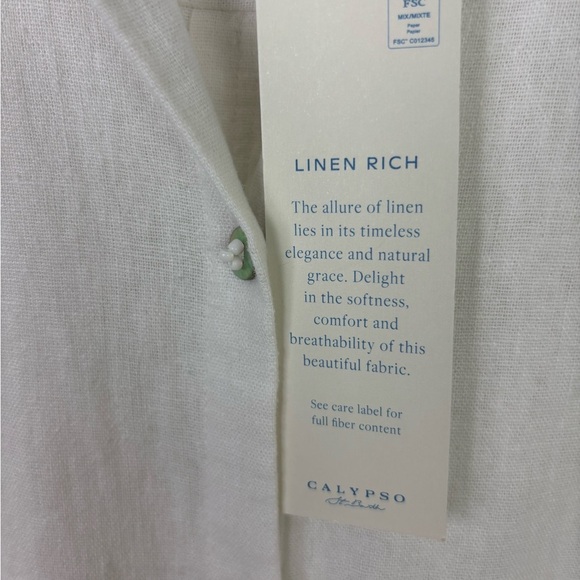 FSC
MIX/MIXTE
Paper
Papier
FSC® C012345
LINEN RICH
The allure of linen
lies in its timeless
elegance and natural
grace. Delight
in the softness,
comfort and
breathability of this
beautiful fabric.
See care label for
full fiber content
CALYPSO
St. Barth